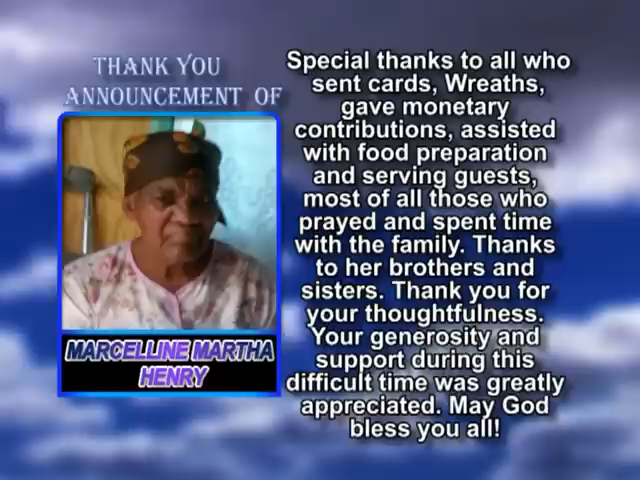 THANK YOU
ANNOUNCEMENT OF
MARCELLINE MARTHA
HENRY
Special thanks to all who
sent cards, Wreaths,
gave monetary
contributions, assisted
with food preparation
and serving guests,
most of all those who
prayed and spent time
with the family. Thanks
to her brothers and
sisters. Thank you for
your thoughtfulness.
Your generosity and
support during this
difficult time was greatly
appreciated. May God
bless you all!